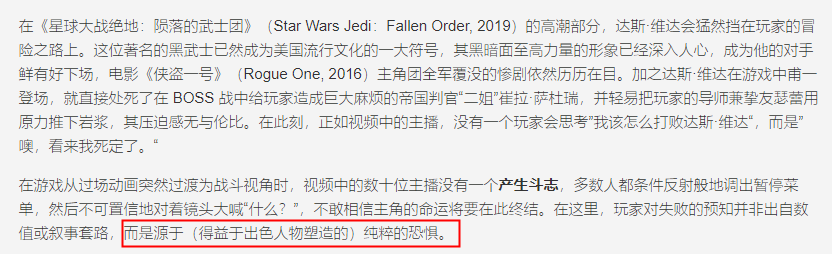 在《星球大战绝地：陨落的武士团》（Star Wars Jedi：Fallen Order, 2019）的高潮部分，达斯·维达会猛然挡在玩家的冒
险之路上。这位著名的黑武士已然成为美国流行文化的一大符号，其黑暗面至高力量的形象已经深入人心，成为他的对手
鲜有好下场，电影《侠盗一号》（Rogue One, 2016）主角团全军覆没的惨剧依然历历在目。加之达斯·维达在游戏中甫一
登场，就直接处死了在 BOSS 战中给玩家造成巨大麻烦的帝国判官“二姐”崔拉·萨杜瑞，并轻易把玩家的导师兼挚友瑟蕾用
原力推下岩浆，其压迫感无与伦比。在此刻，正如视频中的主播，没有一个玩家会思考”我该怎么打败达斯·维达“，而是”
噢，看来我死定了。“
在游戏从过场动画突然过渡为战斗视角时，视频中的数十位主播没有一个产生斗志，多数人都条件反射般地调出暂停菜
单，然后不可置信地对着镜头大喊“什么？”，不敢相信主角的命运将要在此终结。在这里，玩家对失败的预知并非出自数
值或叙事套路，而是源于（得益于出色人物塑造的）纯粹的恐惧。